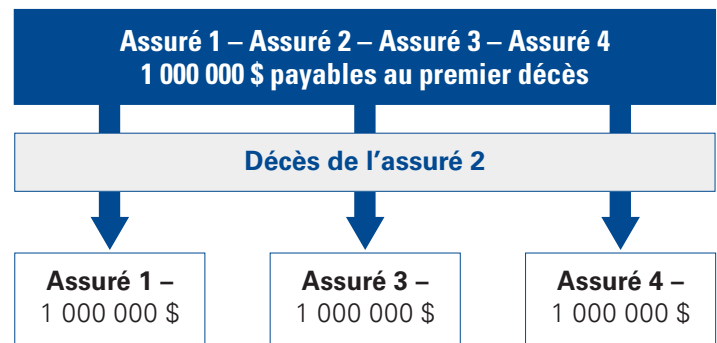 Assuré 1 – Assuré 2 – Assuré 3 – Assuré 4
1 000 000 $ payables au premier décès
Décès de l’assuré 2
Assuré 1 –
1 000 000 $
Assuré 3 –
1 000 000 $
Assuré 4 –
1 000 000 $